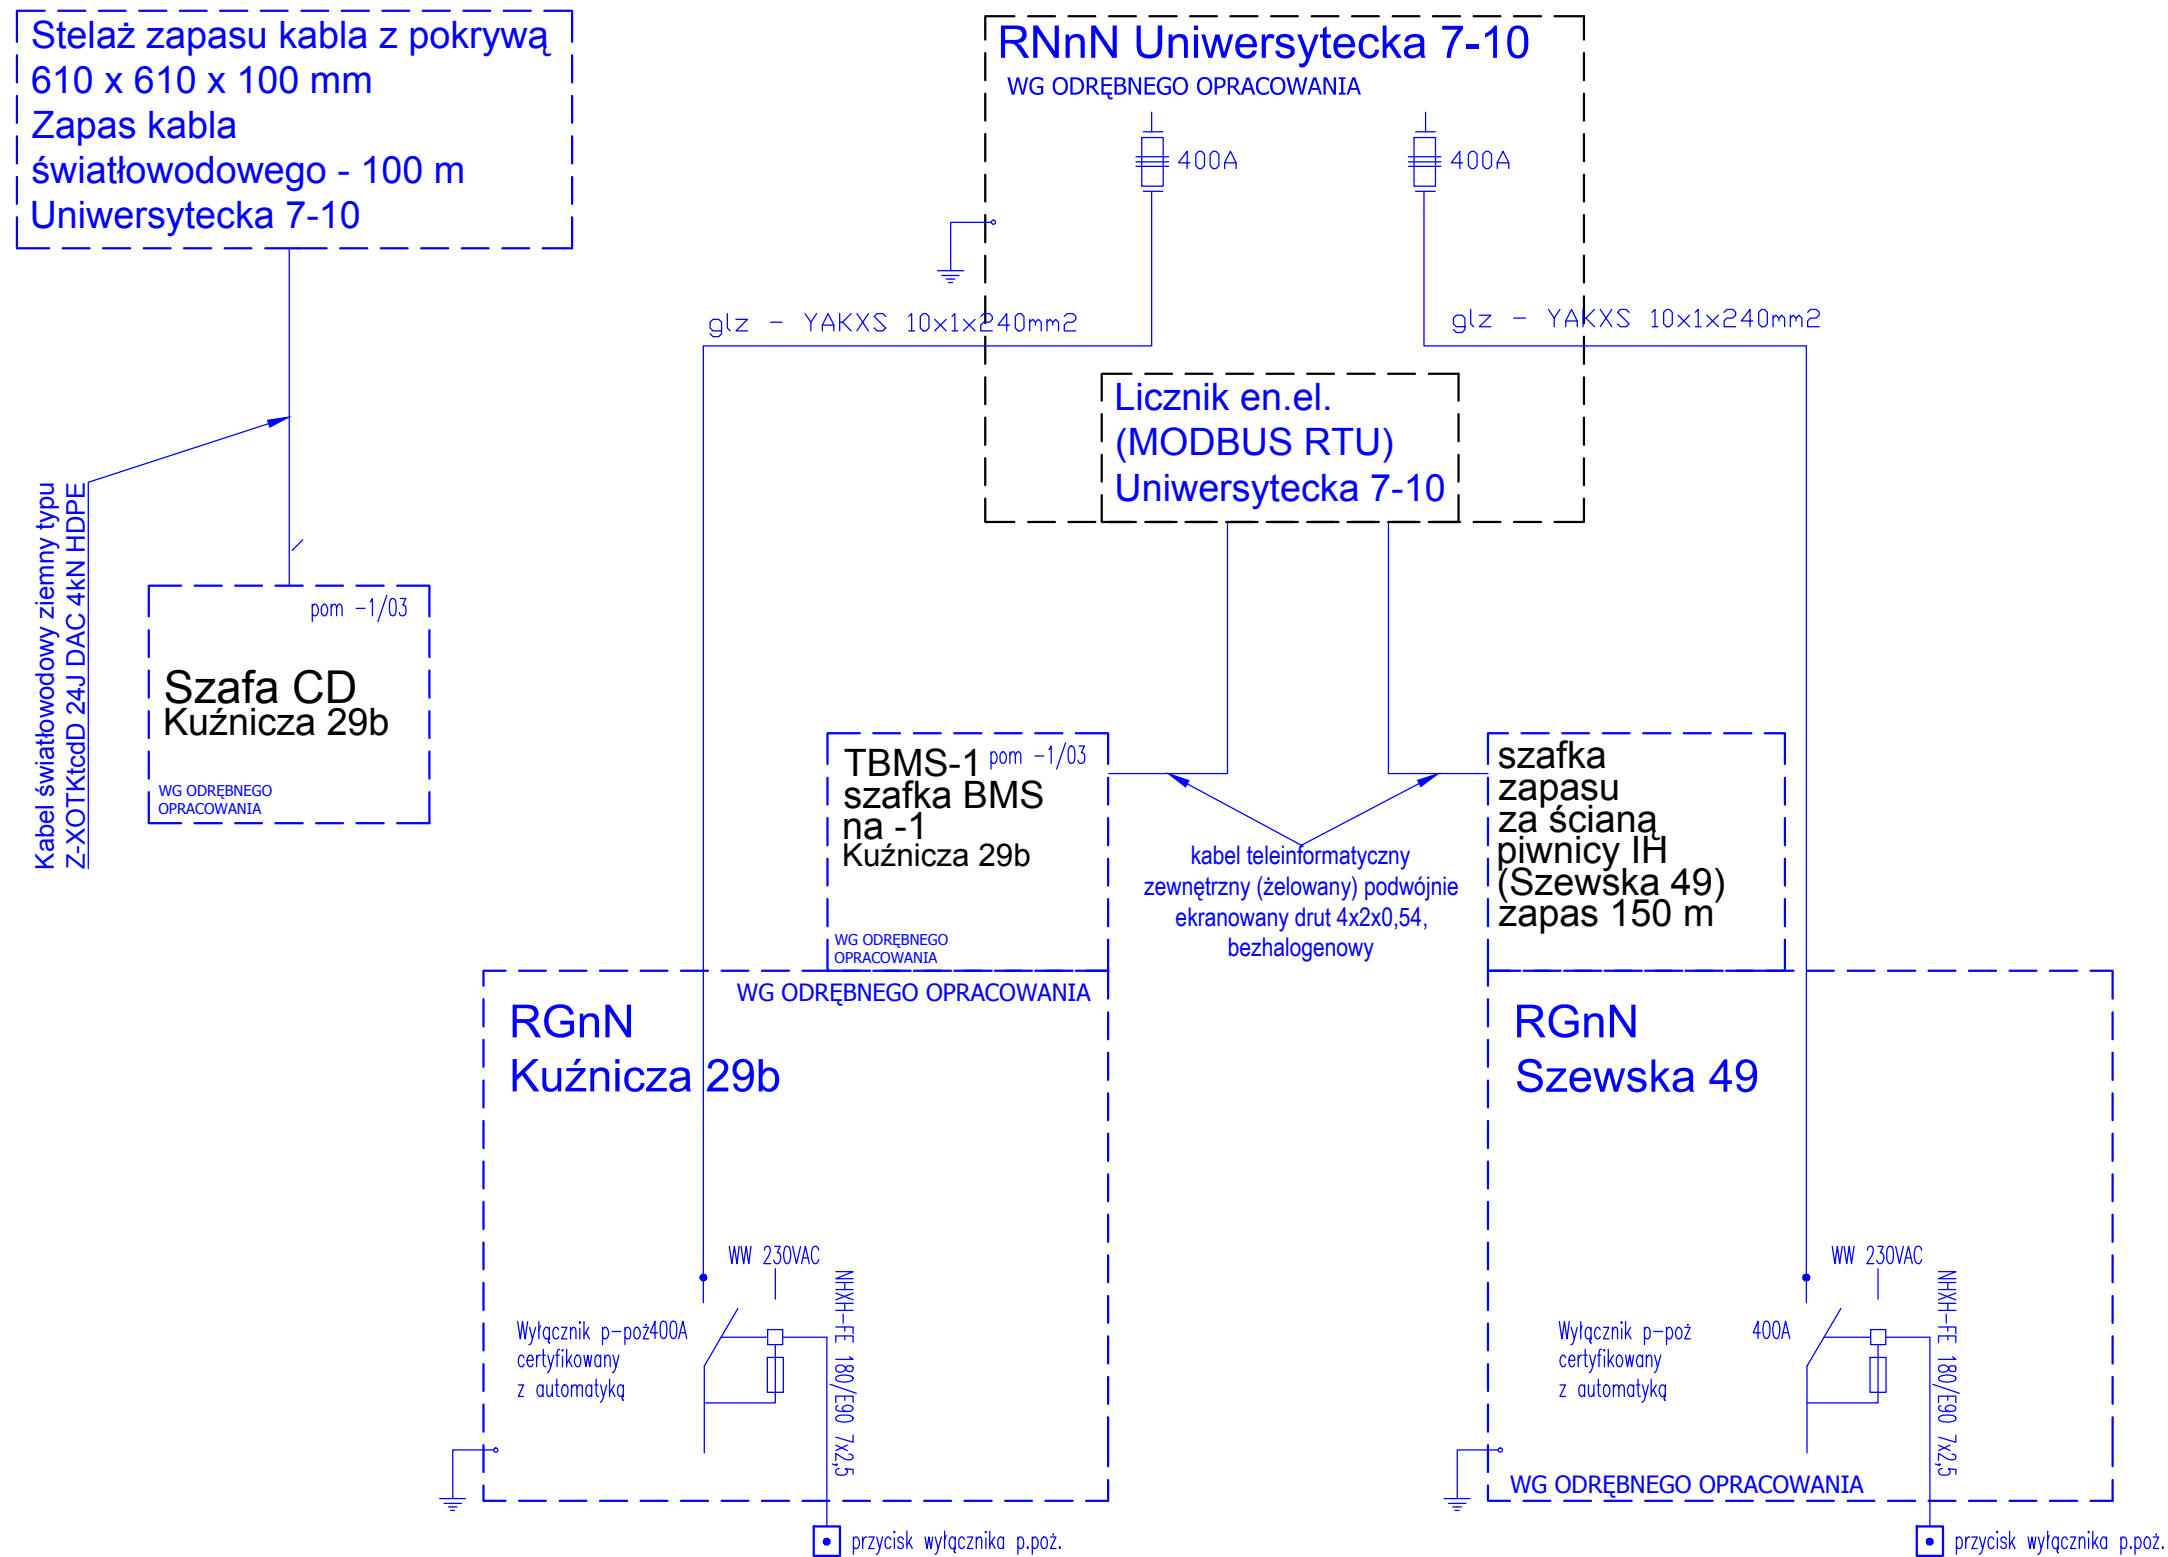 Stelaż zapasu kabla z pokrywą
610 x 610 x 100 mm
Zapas kabla
światłowodowego - 100 m
Uniwersytecka 7-10
RNnN Uniwersytecka 7-10
WG ODRĘBNEGO OPRACOWANIA
400A
400A
glz - YAKXS 10x1x240mm2
glz - YAKXS 10x1x240mm2
Licznik en.el.
(MODBUS RTU)
Uniwersytecka 7-10
Kabel światłowodowy ziemny typu
Z-XOTKtcdD 24J DAC 4kN HDPE
pom -1/03
Szafa CD
Kuźnicza 29b
WG ODRĘBNEGO
OPRACOWANIA
TBMS-1 pom -1/03
szafka BMS
na -1
Kuźnicza 29b
WG ODRĘBNEGO
OPRACOWANIA
kabel teleinformatyczny
zewnętrzny (żelowany) podwójnie
ekranowany drut 4x2x0,54,
bezhalogenowy
szafka
zapasu
za ścianą
piwnicy IH
(Szewska 49)
zapas 150 m
WG ODRĘBNEGO OPRACOWANIA
RGnN
Kuźnicza 29b
WW 230VAC
Wyłącznik p-poż400A
certyfikowany
z automatyką
NHXH-FE 180/E90 7x2,5
przycisk wyłącznika p.poż.
RGnN
Szewska 49
WW 230VAC
Wyłącznik p-poż 400A
certyfikowany
z automatyką
NHXH-FE 180/E90 7x2,5
WG ODRĘBNEGO OPRACOWANIA
przycisk wyłącznika p.poż.